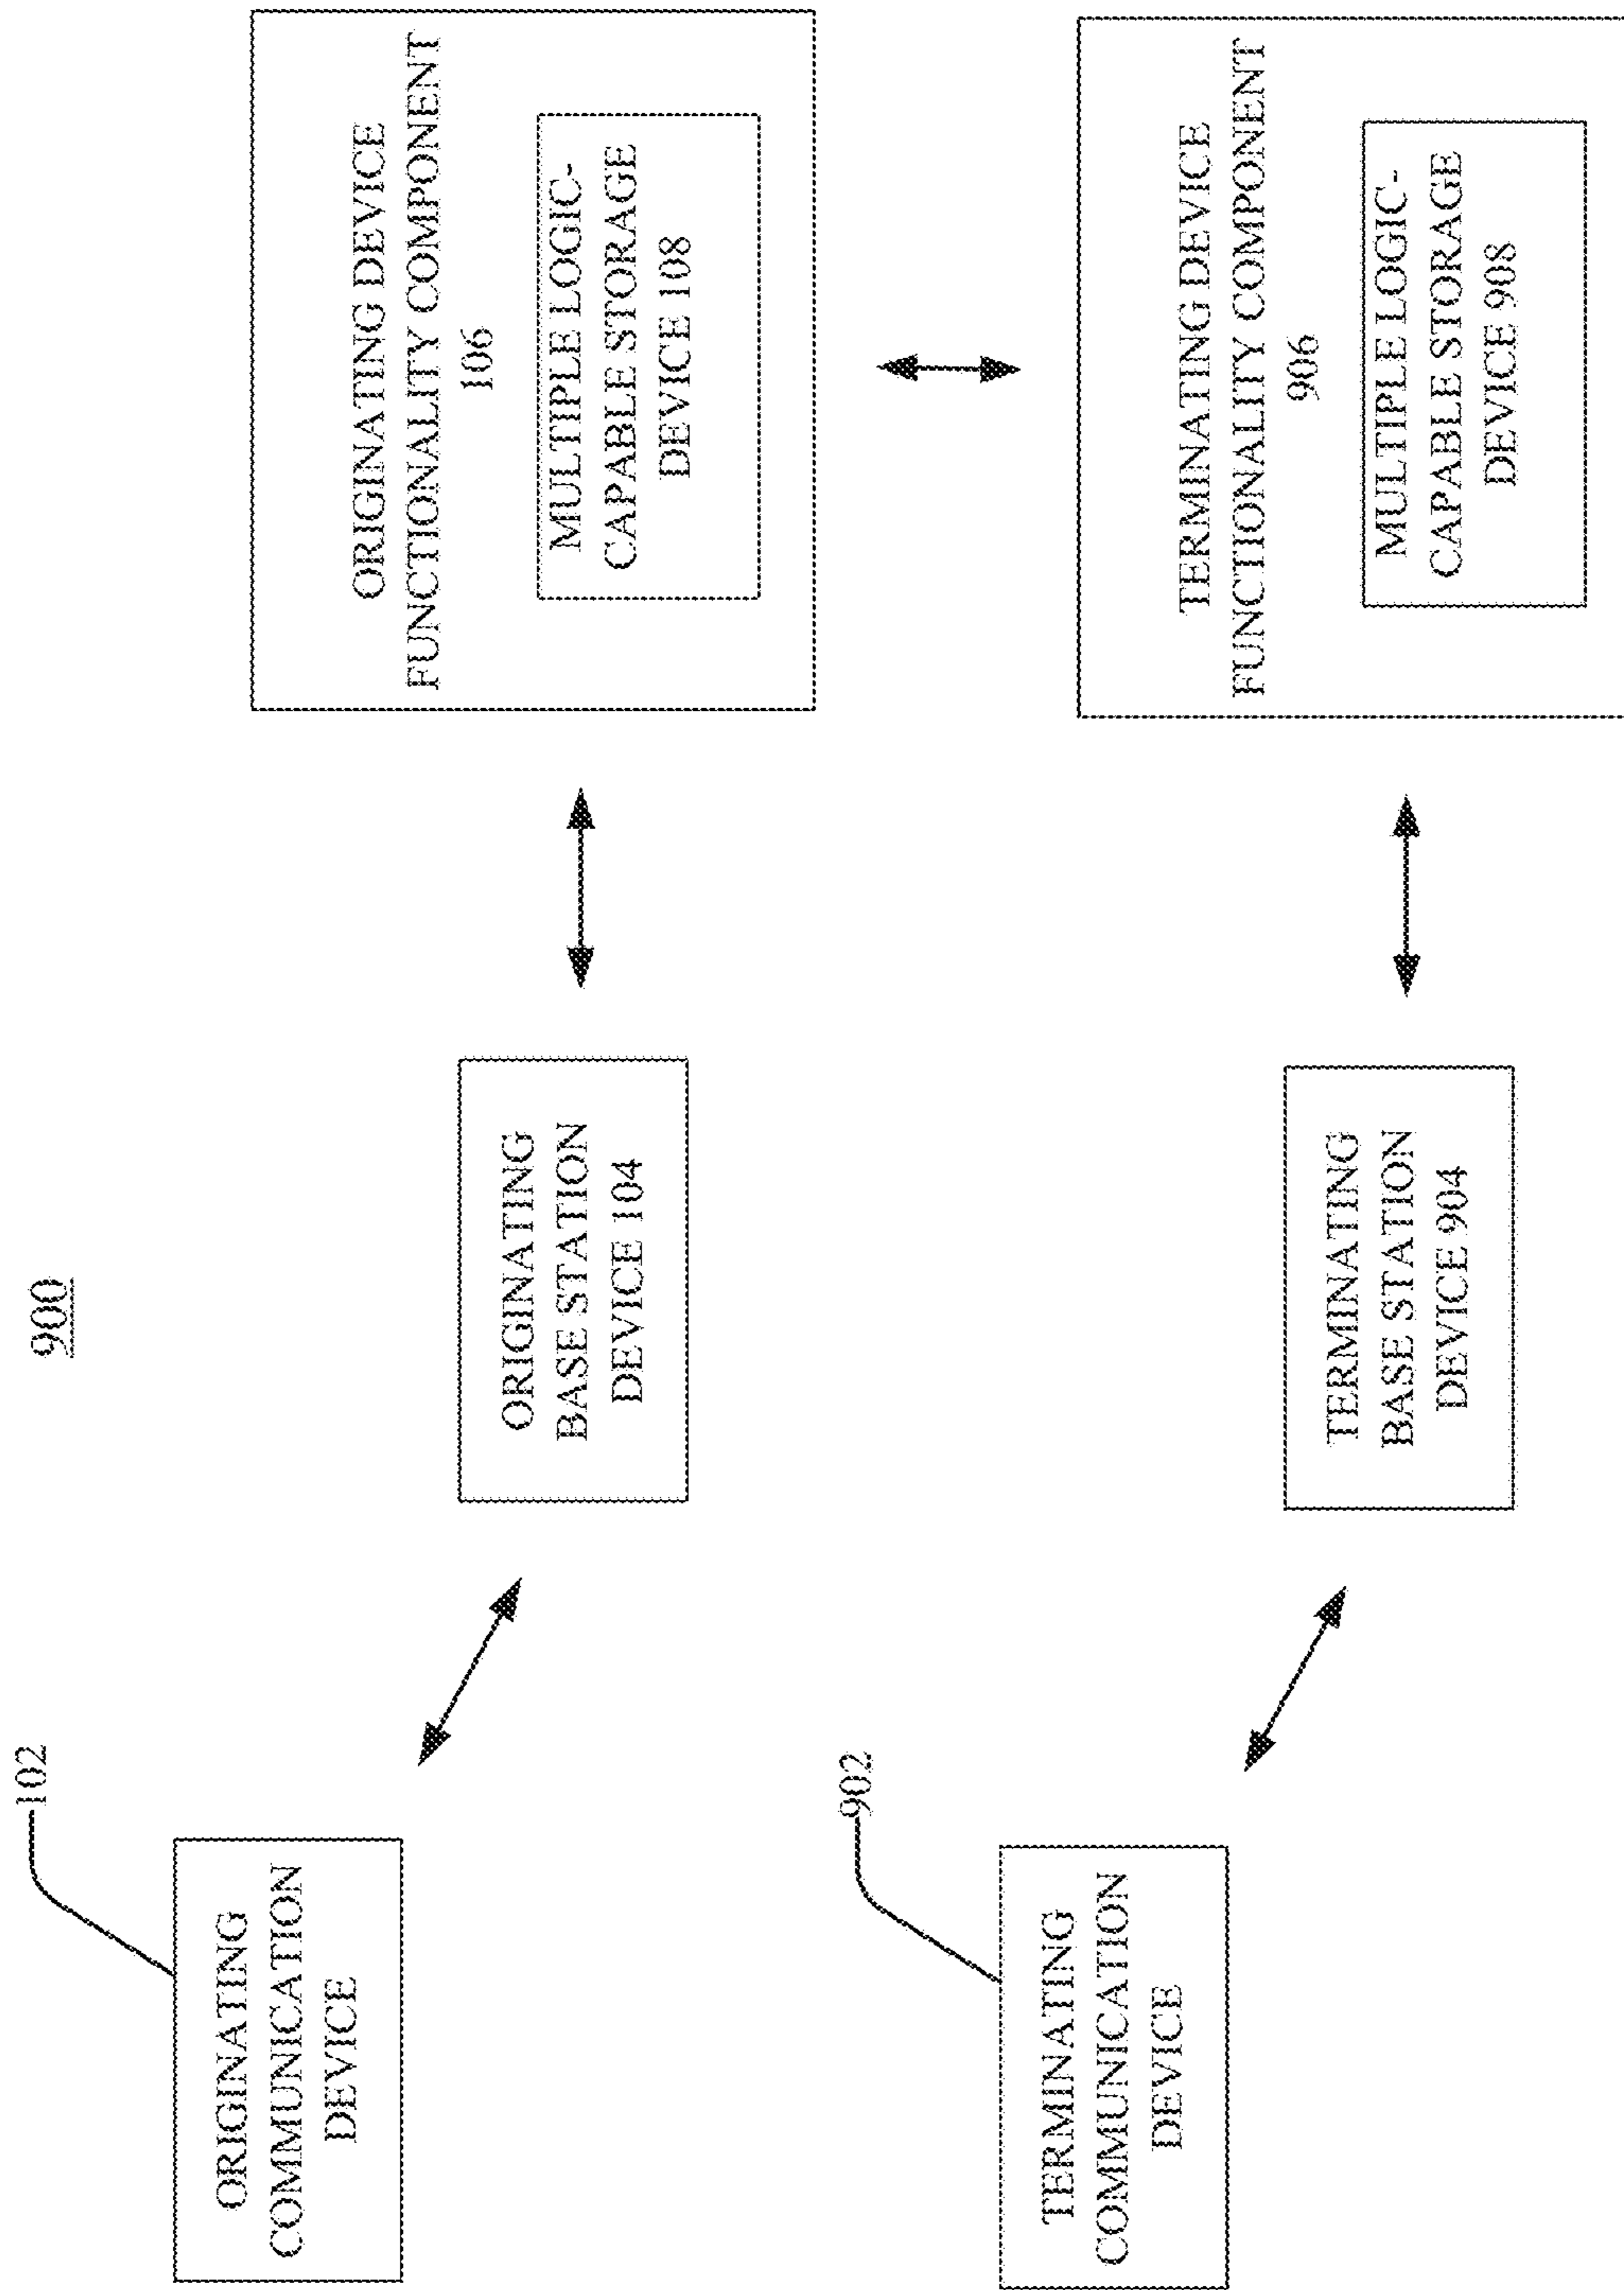 900
102
ORIGINATING
COMMUNICATION
DEVICE
ORIGINATING
BASE STATION
DEVICE 104
ORIGINATING DEVICE
FUNCTIONALITY COMPONENT
106
MULTIPLE LOGIC-
CAPABLE STORAGE
DEVICE 108
902
TERMINATING
COMMUNICATION
DEVICE
TERMINATING
BASE STATION
DEVICE 904
TERMINATING DEVICE
FUNCTIONALITY COMPONENT
906
MULTIPLE LOGIC-
CAPABLE STORAGE
DEVICE 908